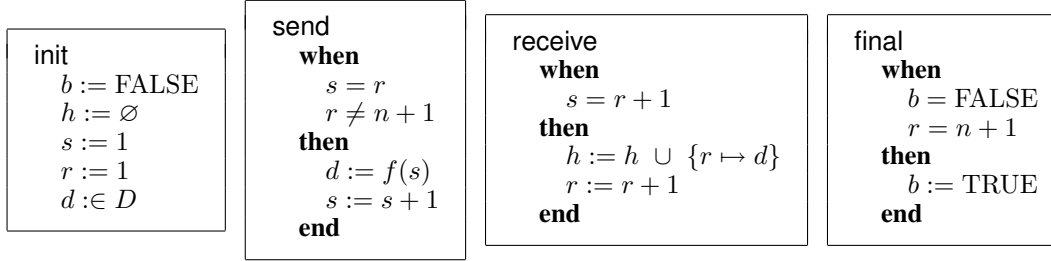 init
b := FALSE
h := ∅
s := 1
r := 1
d :∈ D
send
when
s = r
r ≠ n + 1
then
d := f(s)
s := s + 1
end
receive
when
s = r + 1
then
h := h ∪ {r ↦ d}
r := r + 1
end
final
when
b = FALSE
r = n + 1
then
b := TRUE
end